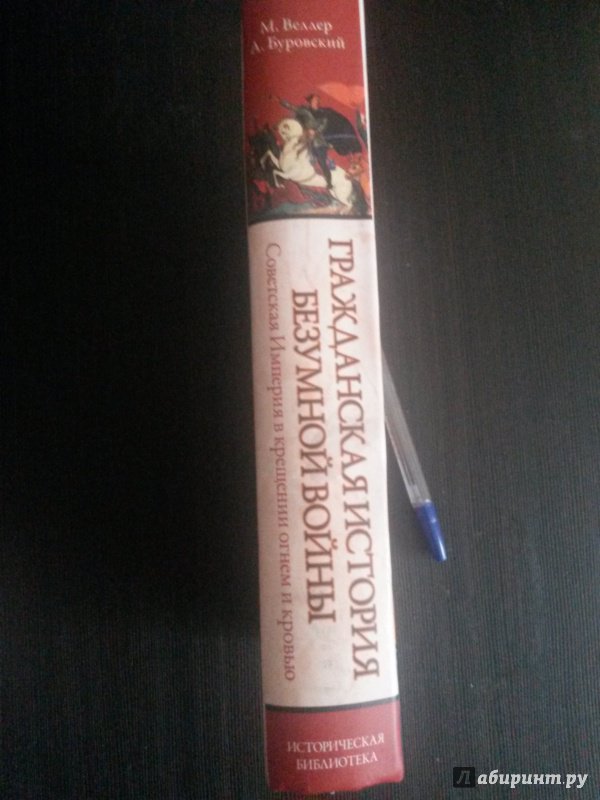 М. Веллер
А. Буровский
ГРАЖДАНСКАЯ ИСТОРИЯ
БЕЗУМНОЙ ВОЙНЫ
Советская Империя в крещении огнем и кровью
ИСТОРИЧЕСКАЯ
БИБЛИОТЕКА
Лабиринт.ру